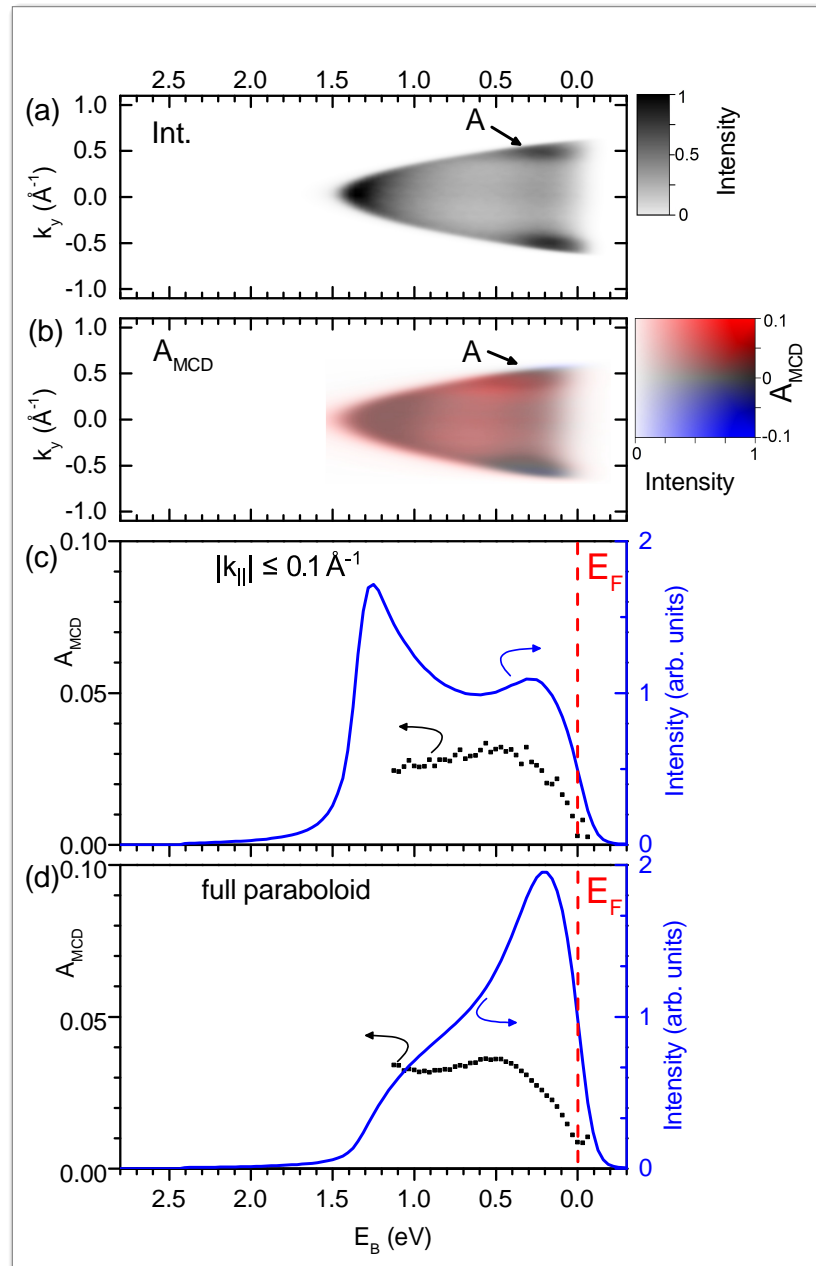 2.5 2.0 1.5 1.0 0.5 0.0
(a)
Int.
A
1.0
0.5
0.0
-0.5
-1.0
k_y (Å⁻¹)
1
0.5
0
Intensity
(b)
A_MCD
A
1.0
0.5
0.0
-0.5
-1.0
k_y (Å⁻¹)
0.1
0
-0.1
A_MCD
0 1
Intensity
(c)
|k_||| ≤ 0.1 Å⁻¹
E_F
0.10
0.05
0.00
A_MCD
2
1
0
Intensity (arb. units)
(d)
full paraboloid
E_F
0.10
0.05
0.00
A_MCD
2
1
0
Intensity (arb. units)
2.5 2.0 1.5 1.0 0.5 0.0
E_B (eV)